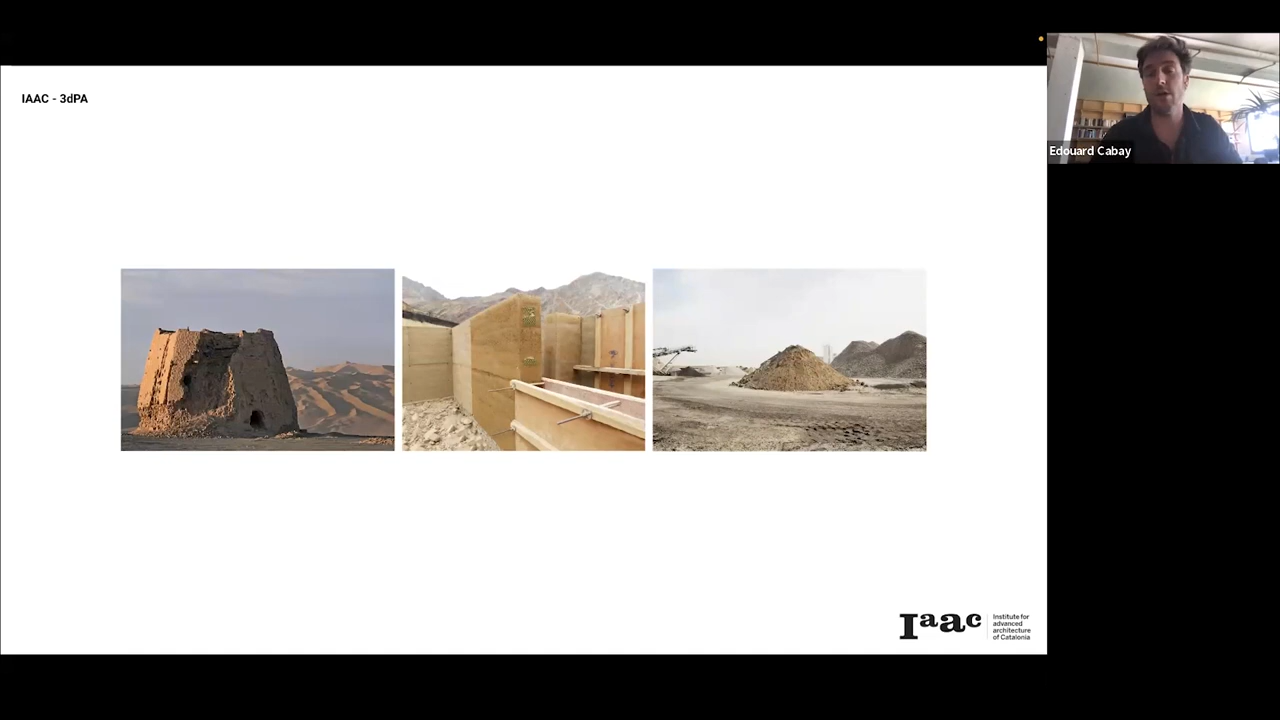 IAAC - 3dPA
Edouard Cabay
Iaac
Institute for
advanced
architecture
of Catalonia